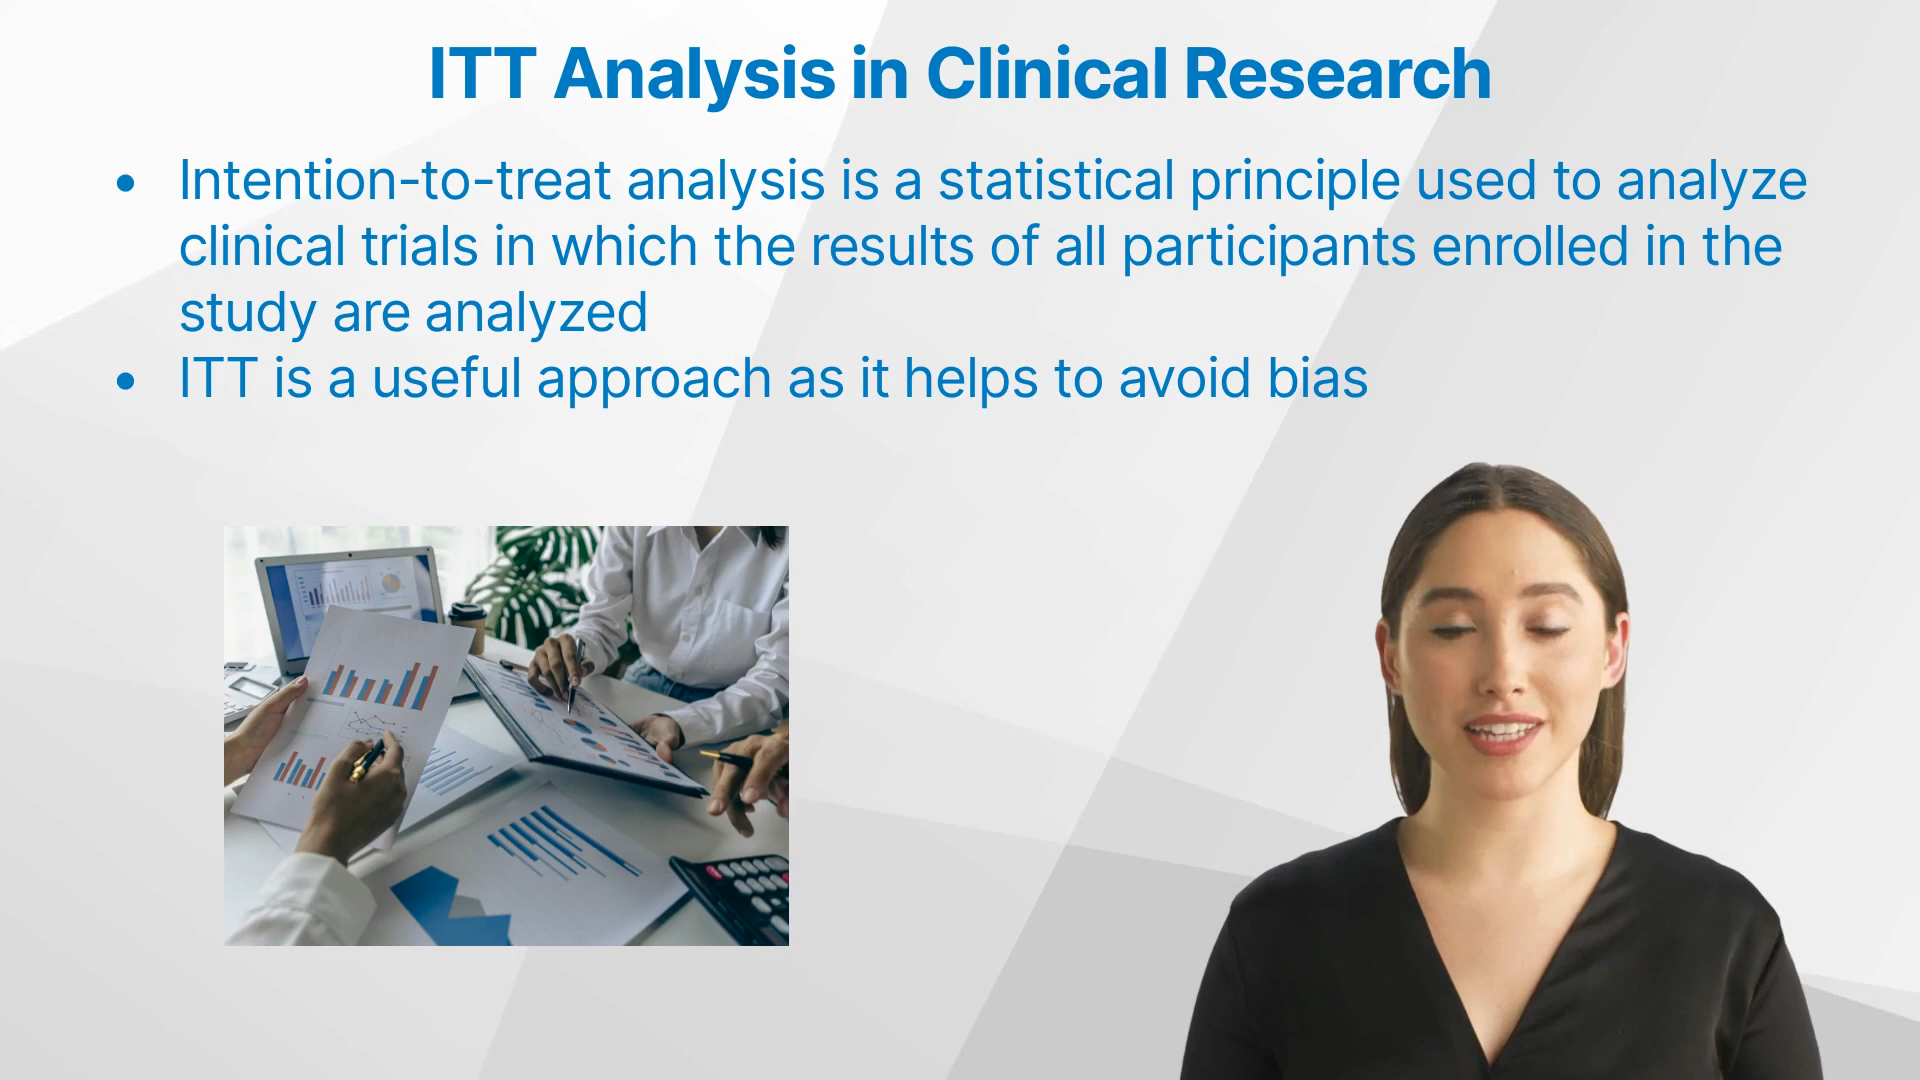 ITT Analysis in Clinical Research
• Intention-to-treat analysis is a statistical principle used to analyze
clinical trials in which the results of all participants enrolled in the
study are analyzed
• ITT is a useful approach as it helps to avoid bias